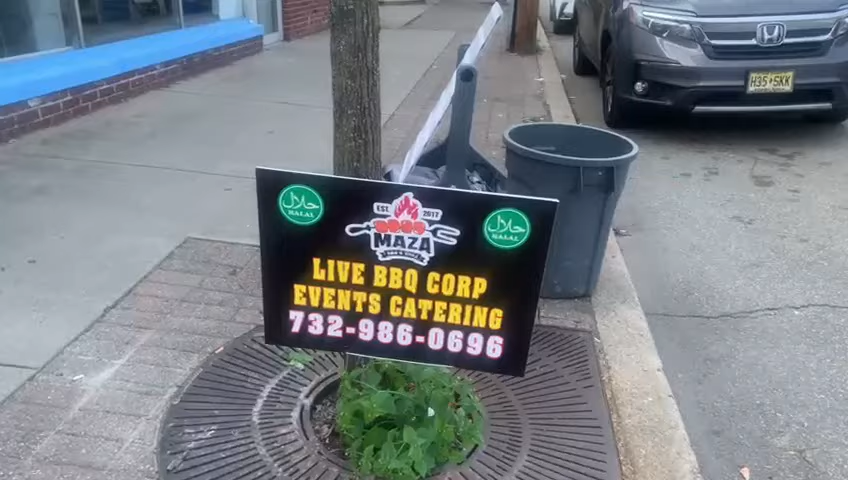 حلال
HALAL
EST. 2017
MAZA
حلال
HALAL
LIVE BBQ CORP
EVENTS CATERING
732-986-0696
H35•SKK